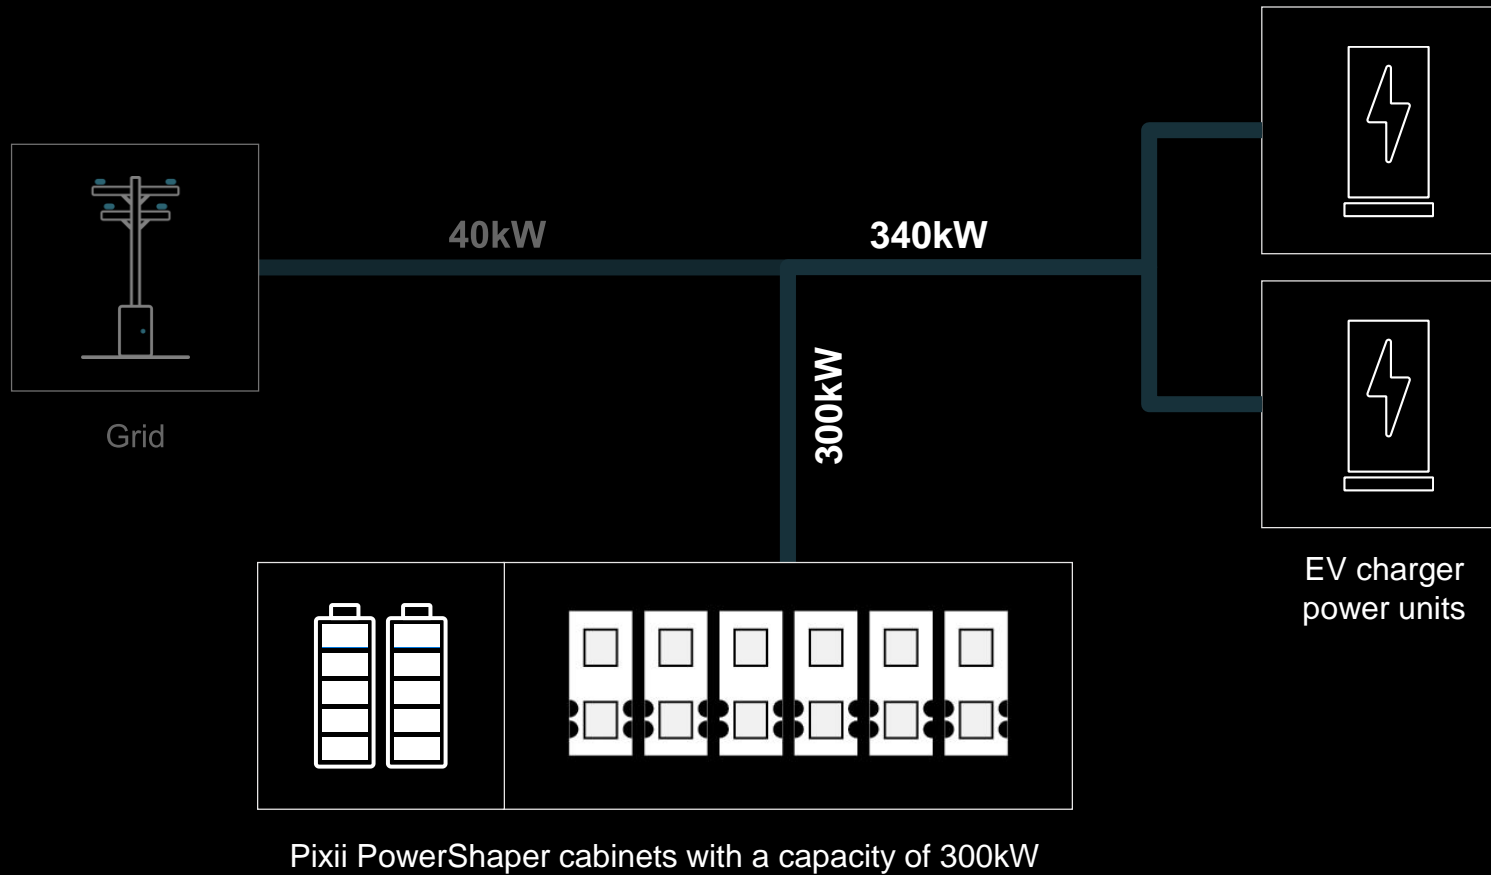 40kW
340kW
Grid
300kW
EV charger
power units
Pixii PowerShaper cabinets with a capacity of 300kW